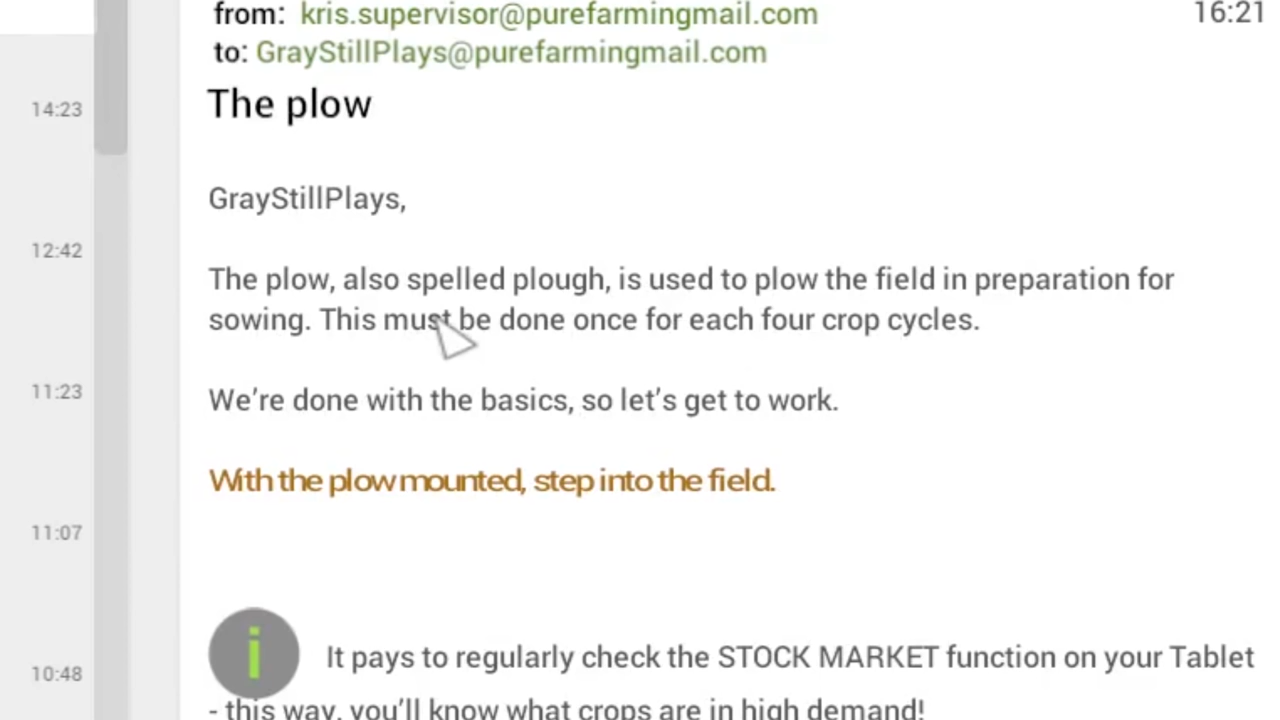 from: kris.supervisor@purefarmingmail.com
16:21
to: GrayStillPlays@purefarmingmail.com
The plow
14:23
GrayStillPlays,
12:42
The plow, also spelled plough, is used to plow the field in preparation for
sowing. This must be done once for each four crop cycles.
11:23
We're done with the basics, so let's get to work.
With the plow mounted, step into the field.
11:07
i
It pays to regularly check the STOCK MARKET function on your Tablet
10:48
- this way, you'll know what crops are in high demand!